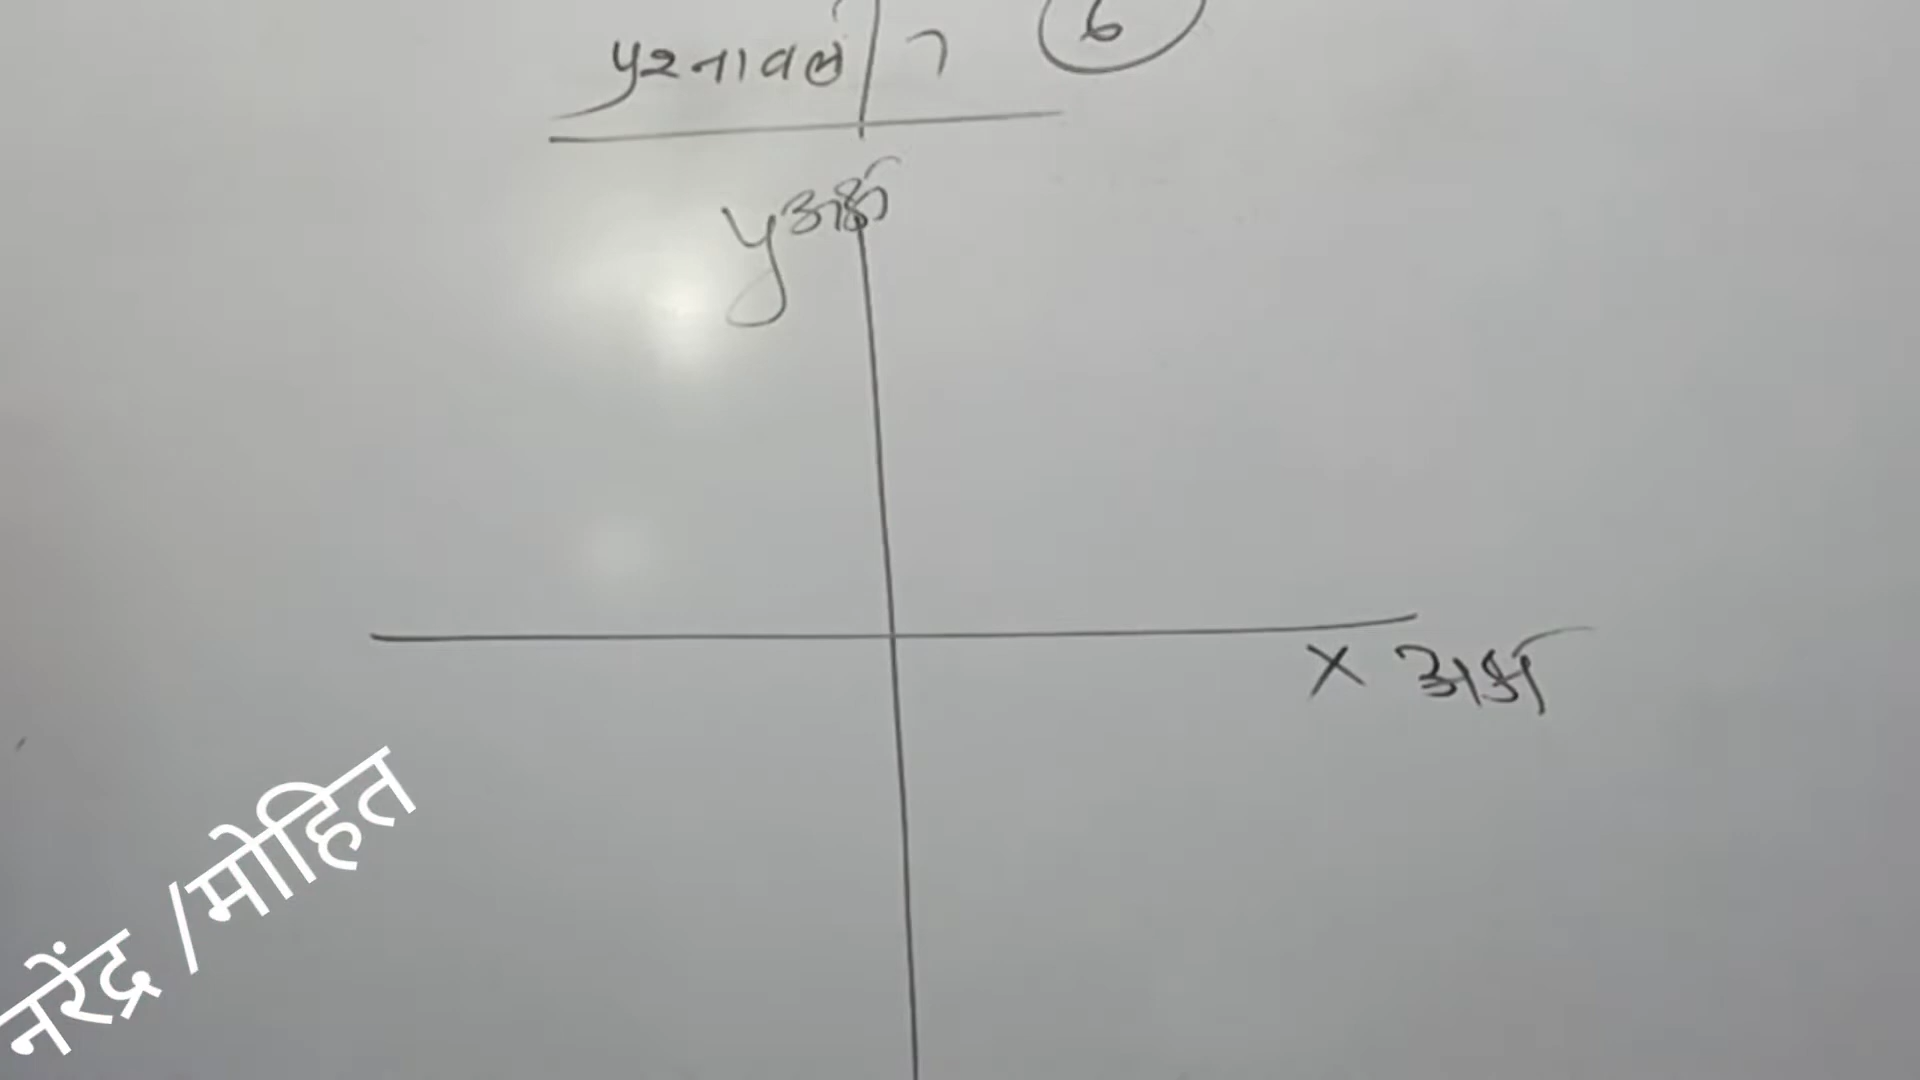 प्रश्नावली 7 6
y अक्ष
x अक्ष
नरेंद्र /मोहित